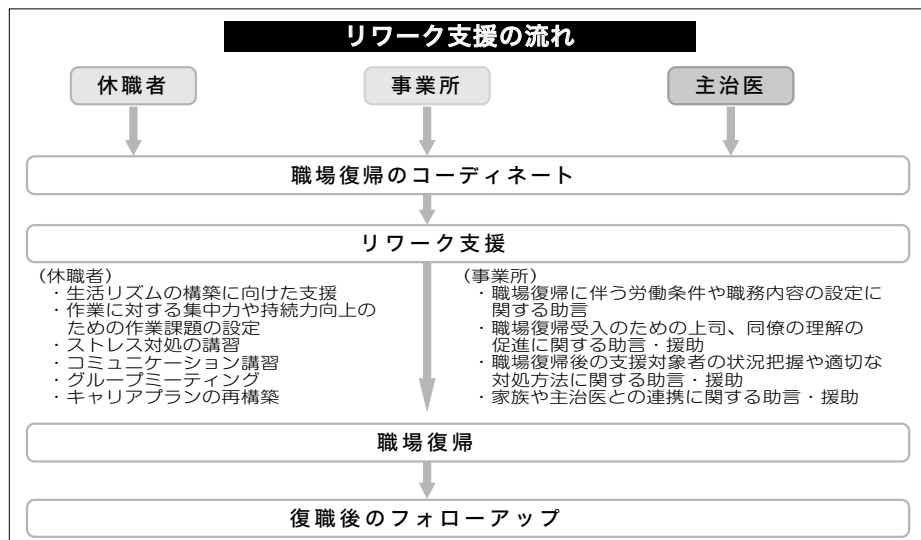 リワーク支援の流れ
休職者
事業所
主治医
職場復帰のコーディネート
リワーク支援
（休職者）
・生活リズムの構築に向けた支援
・作業に対する集中力や持続力向上の
ための作業課題の設定
・ストレス対処の講習
・コミュニケーション講習
・グループミーティング
・キャリアプランの再構築
（事業所）
・職場復帰に伴う労働条件や職務内容の設定に
関する助言
・職場復帰受入のための上司、同僚の理解の
促進に関する助言・援助
・職場復帰後の支援対象者の状況把握や適切な
対処方法に関する助言・援助
・家族や主治医との連携に関する助言・援助
職場復帰
復職後のフォローアップ